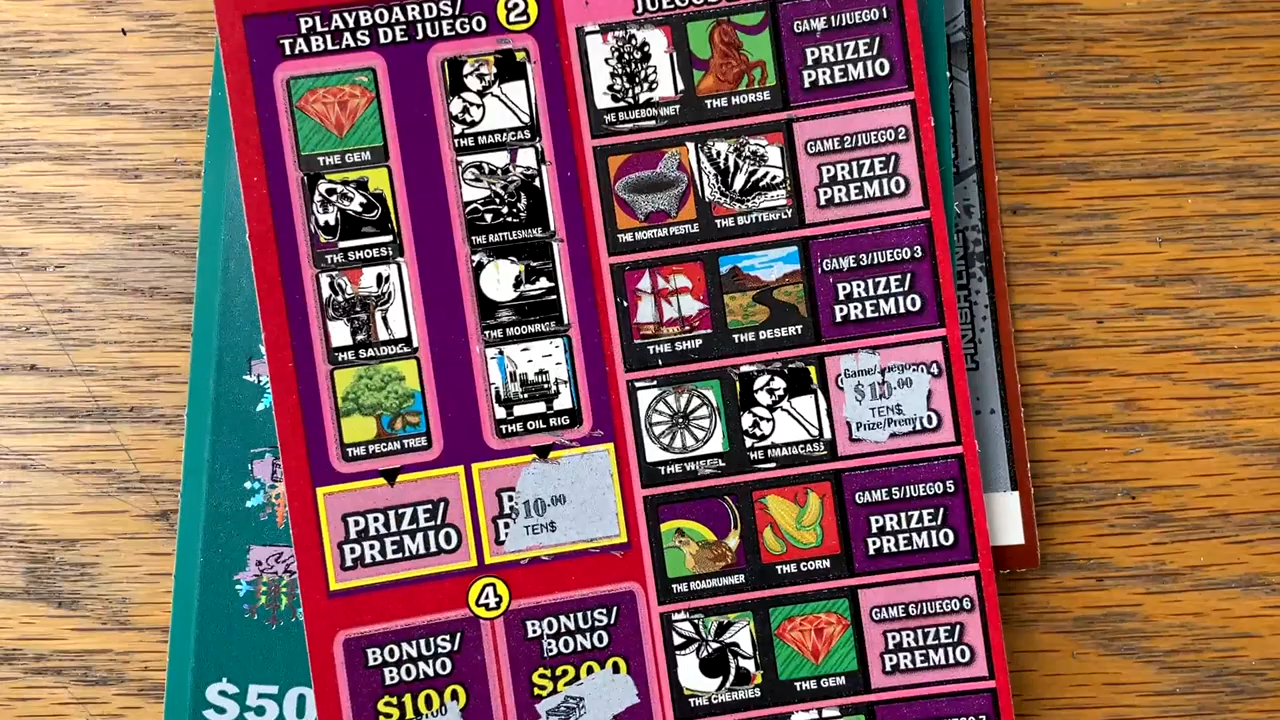 PLAYBOARDS/
TABLAS DE JUEGO
2
THE GEM
THE SHOES
THE SADDLE
THE PECAN TREE
PRIZE/
PREMIO
THE MARACAS
THE RATTLESNAKE
THE MOONRISE
THE OIL RIG
$10.00
TEN$
4
BONUS/
BONO
$100
BONUS/
BONO
$200
THE BLUEBONNET
THE HORSE
GAME 1/JUEGO 1
PRIZE/
PREMIO
THE MORTAR PESTLE
THE BUTTERFLY
GAME 2/JUEGO 2
PRIZE/
PREMIO
THE SHIP
THE DESERT
GAME 3/JUEGO 3
PRIZE/
PREMIO
THE WHEEL
THE MARACAS
Game/Juego 4
$10.00
TEN$
Prize/Premio
THE ROADRUNNER
THE CORN
GAME 5/JUEGO 5
PRIZE/
PREMIO
THE CHERRIES
THE GEM
GAME 6/JUEGO 6
PRIZE/
PREMIO
FINISH LINE
$50